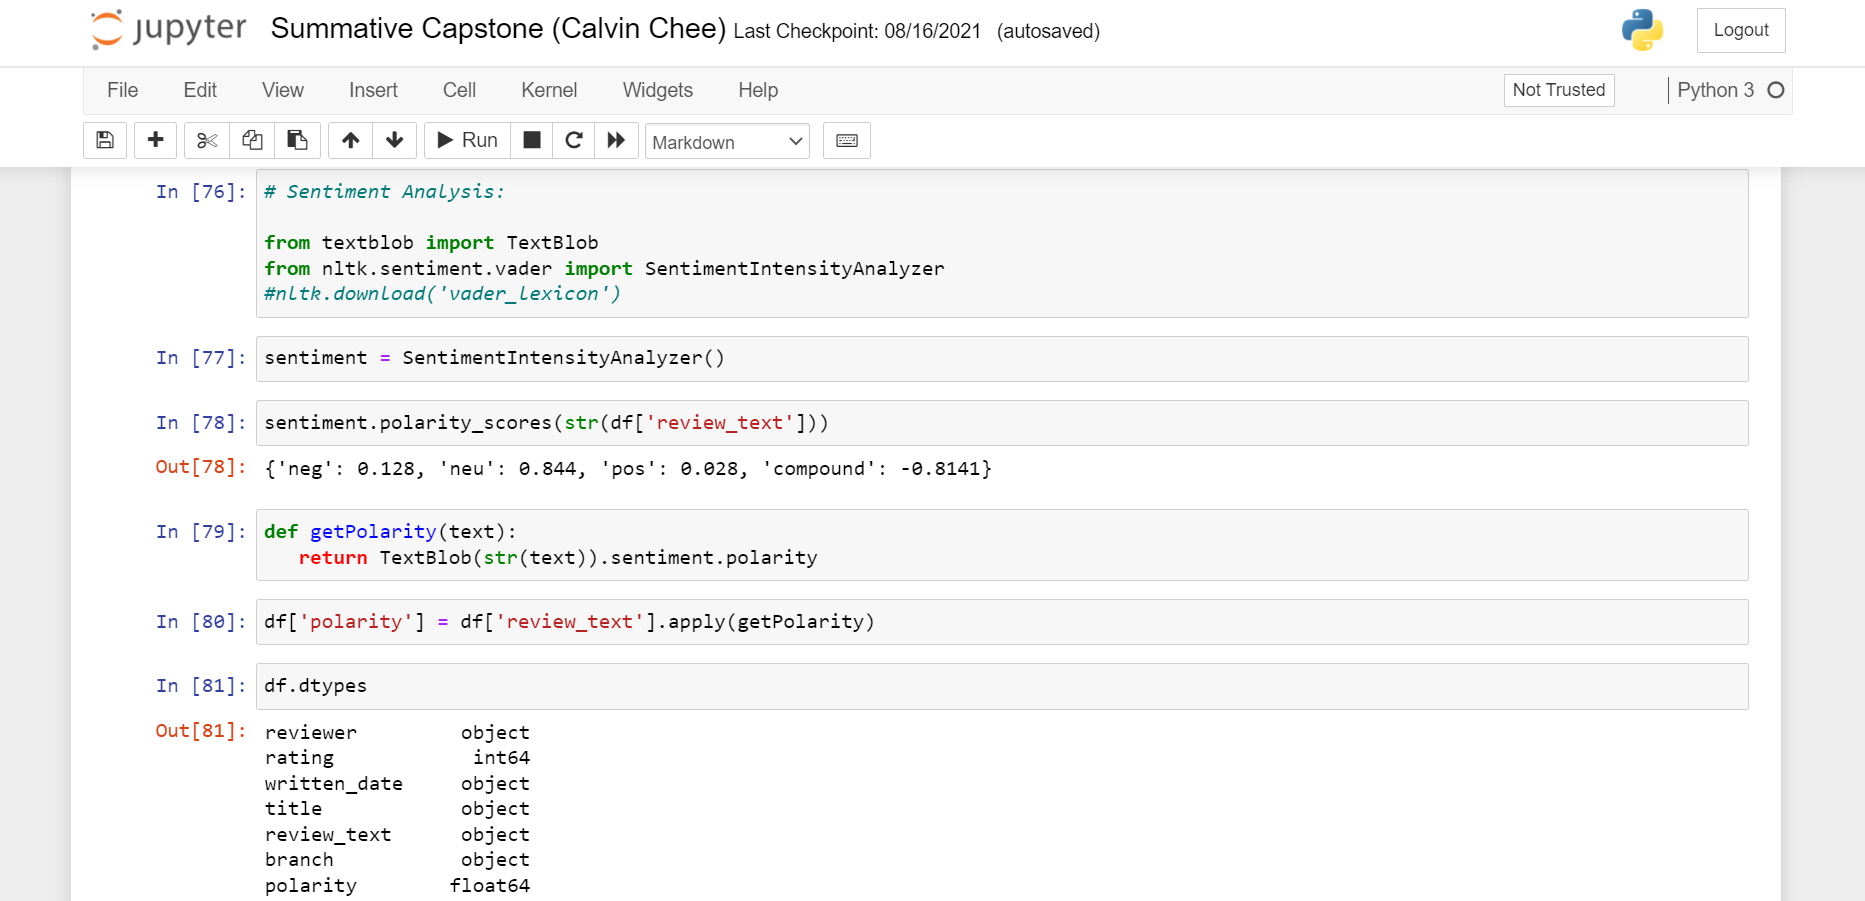 jupyter Summative Capstone (Calvin Chee) Last Checkpoint: 08/16/2021 (autosaved) Logout
File Edit View Insert Cell Kernel Widgets Help Not Trusted Python 3
Run Markdown
In [76]: # Sentiment Analysis:
from textblob import TextBlob
from nltk.sentiment.vader import SentimentIntensityAnalyzer
#nltk.download('vader_lexicon')
In [77]: sentiment = SentimentIntensityAnalyzer()
In [78]: sentiment.polarity_scores(str(df['review_text']))
Out[78]: {'neg': 0.128, 'neu': 0.844, 'pos': 0.028, 'compound': -0.8141}
In [79]: def getPolarity(text):
return TextBlob(str(text)).sentiment.polarity
In [80]: df['polarity'] = df['review_text'].apply(getPolarity)
In [81]: df.dtypes
Out[81]: reviewer object
rating int64
written_date object
title object
review_text object
branch object
polarity float64